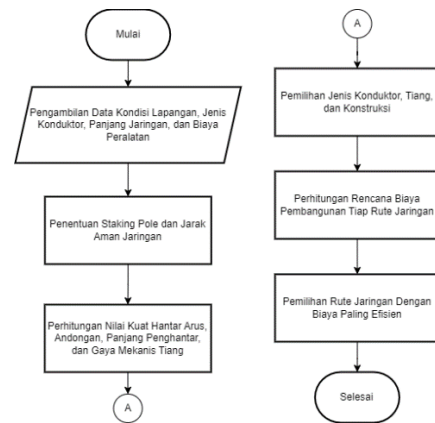 Mulai
Pengambilan Data Kondisi Lapangan, Jenis
Konduktor, Panjang Jaringan, dan Biaya
Peralatan
Penentuan Staking Pole dan Jarak
Aman Jaringan
Perhitungan Nilai Kuat Hantar Arus,
Andongan, Panjang Penghantar,
dan Gaya Mekanis Tiang
A
A
Pemilihan Jenis Konduktor, Tiang,
dan Konstruksi
Perhitungan Rencana Biaya
Pembangunan Tiap Rute Jaringan
Pemilihan Rute Jaringan Dengan
Biaya Paling Efisien
Selesai